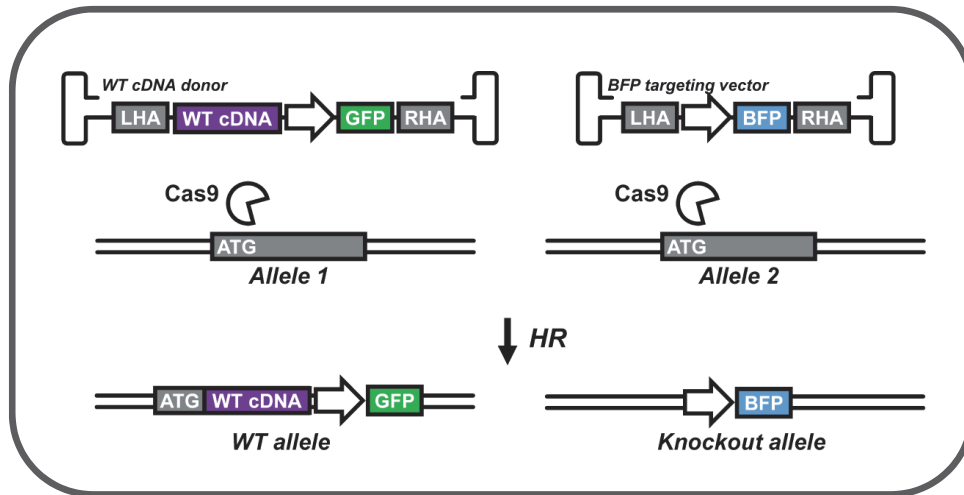 WT cDNA donor
LHA WT cDNA GFP RHA
BFP targeting vector
LHA BFP RHA
Cas9
ATG
Allele 1
Cas9
ATG
Allele 2
HR
ATG WT cDNA GFP
WT allele
BFP
Knockout allele